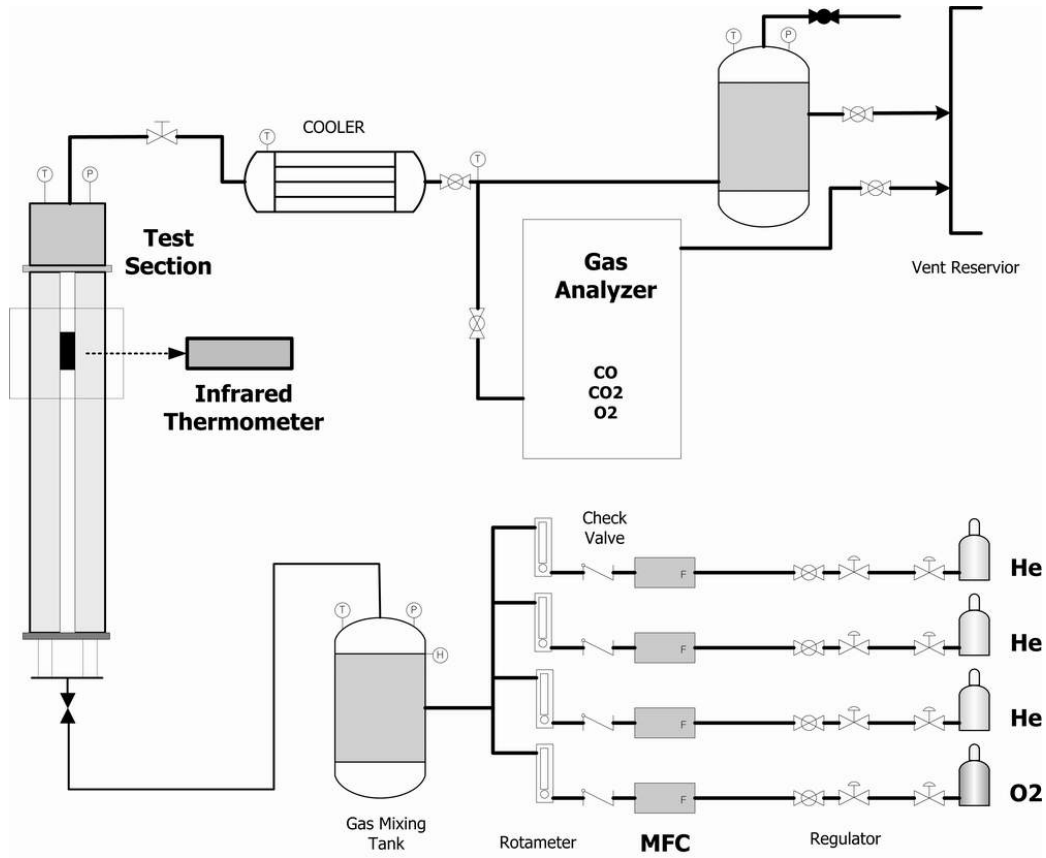 T
P
COOLER
T
T
T
P
Test
Section
Gas
Analyzer
Vent Reservior
CO
CO2
O2
Infrared
Thermometer
Check
Valve
F
He
T
P
H
F
He
F
He
F
O2
Gas Mixing
Tank
Rotameter
MFC
Regulator